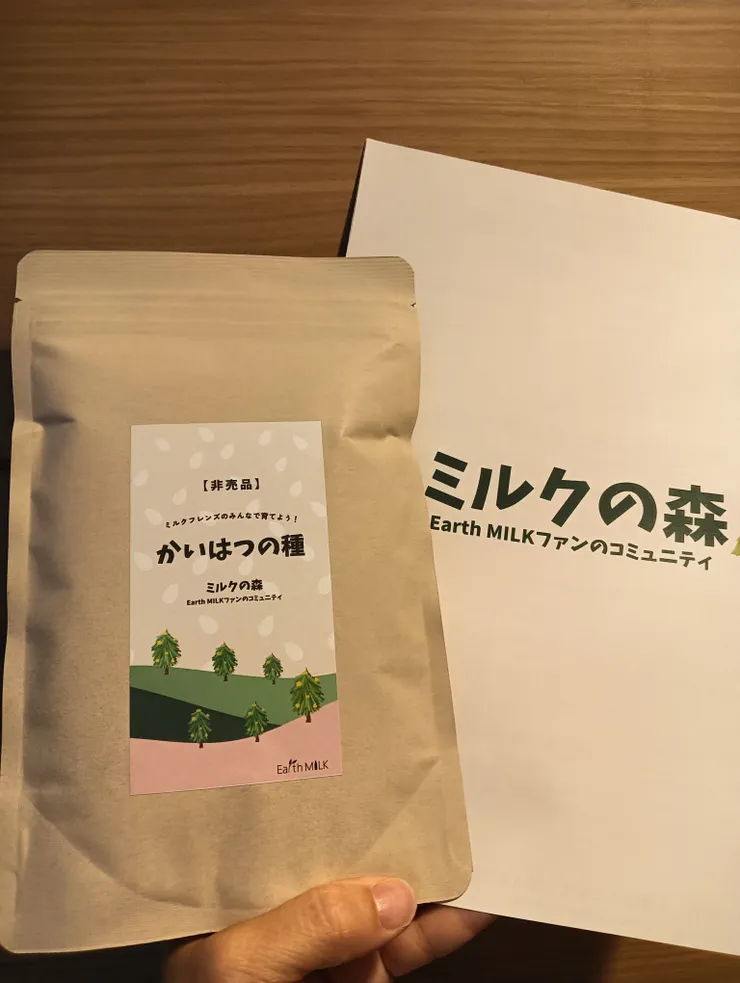 【非売品】
ミルクフレンズのみんなで育てよう！
かいはつの種
ミルクの森
Earth MILKファンのコミュニティ
Earth MILK
ミルクの森
Earth MILKファンのコミュニティ